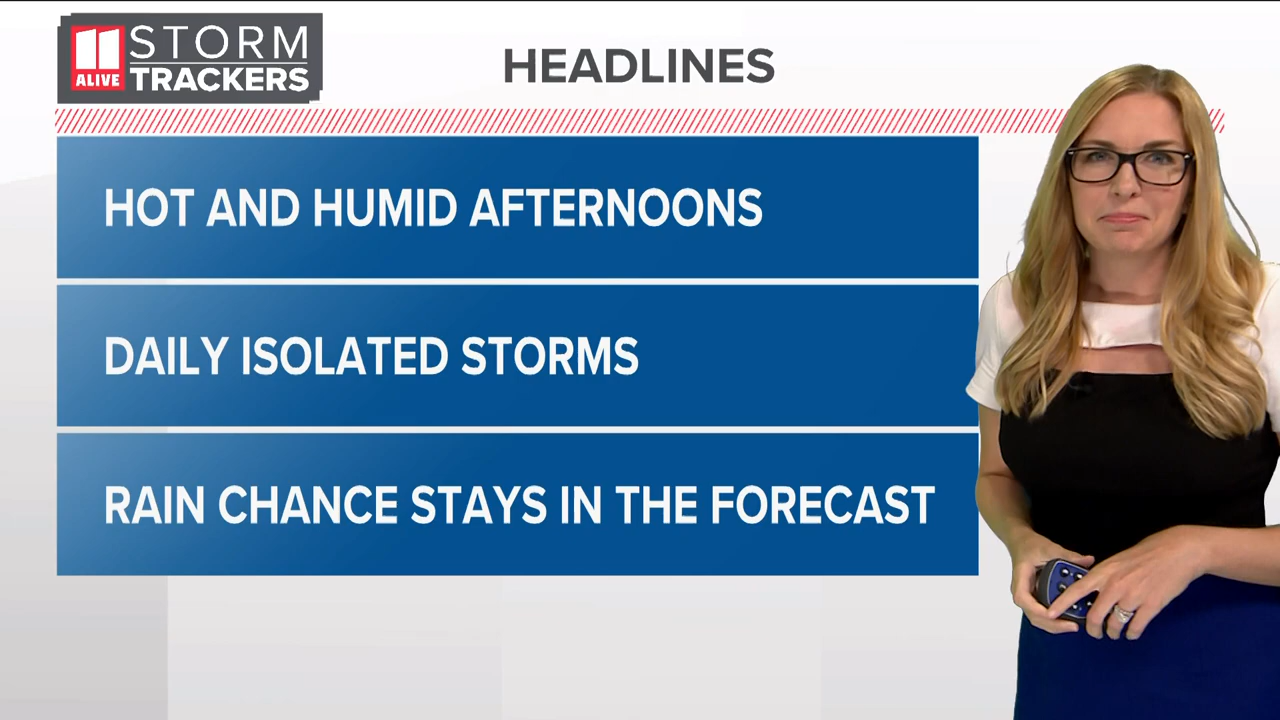 11
ALIVE
STORM
TRACKERS
HEADLINES
HOT AND HUMID AFTERNOONS
DAILY ISOLATED STORMS
RAIN CHANCE STAYS IN THE FORECAST